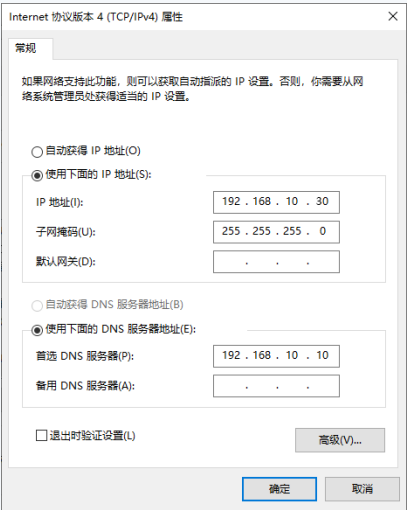 Internet 协议版本 4 (TCP/IPv4) 属性
常规
如果网络支持此功能，则可以获取自动指派的 IP 设置。否则，你需要从网
络系统管理员处获得适当的 IP 设置。
自动获得 IP 地址(O)
使用下面的 IP 地址(S):
IP 地址(I): 192 . 168 . 10 . 30
子网掩码(U): 255 . 255 . 255 . 0
默认网关(D): . . .
自动获得 DNS 服务器地址(B)
使用下面的 DNS 服务器地址(E):
首选 DNS 服务器(P): 192 . 168 . 10 . 10
备用 DNS 服务器(A): . . .
退出时验证设置(L)
高级(V)...
确定 取消